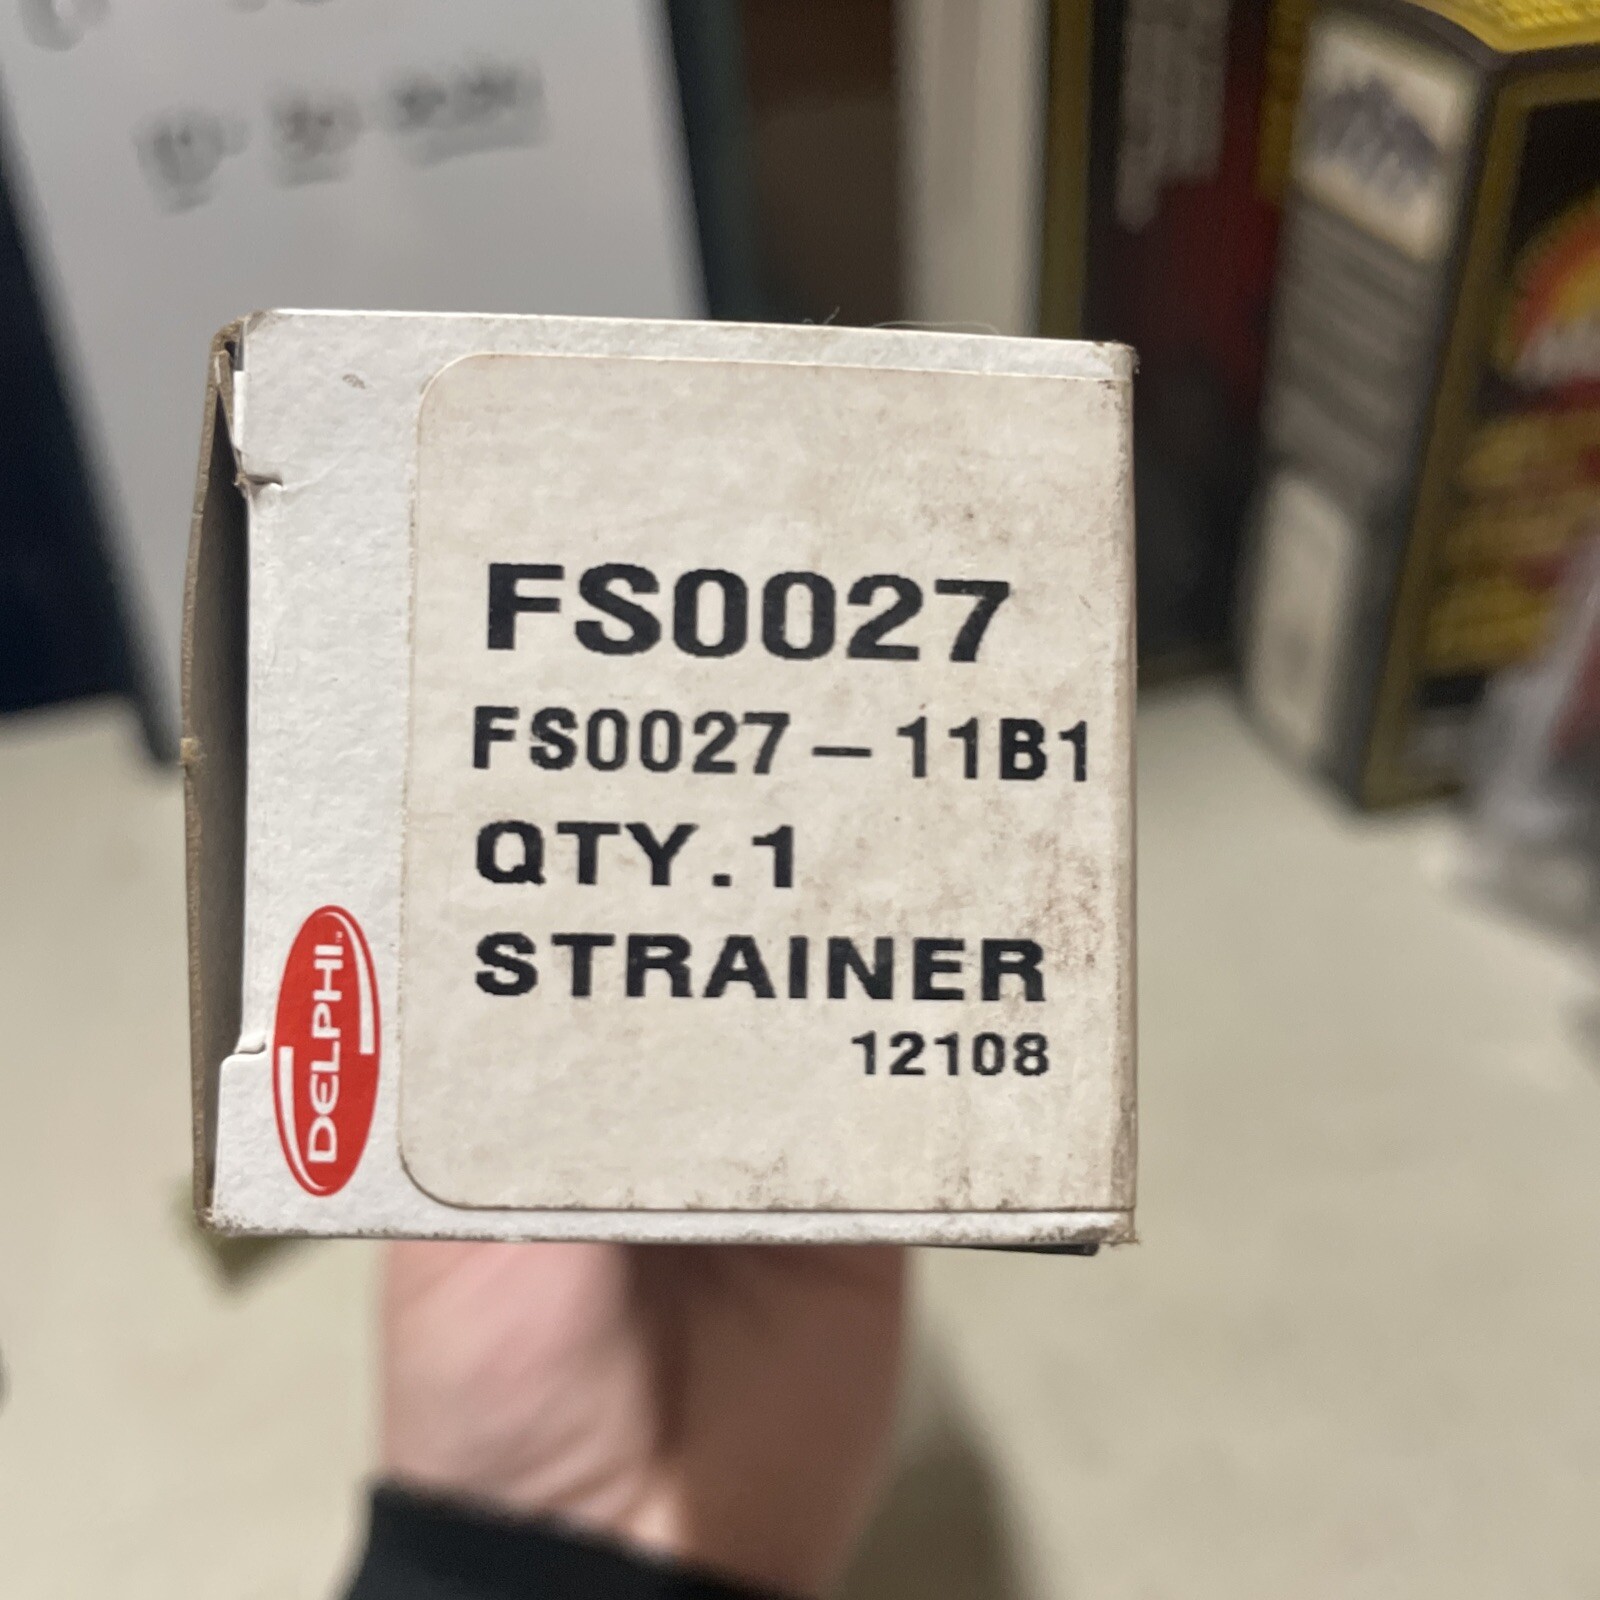 FS0027
FS0027-11B1
QTY.1
STRAINER
12108
DELPHI